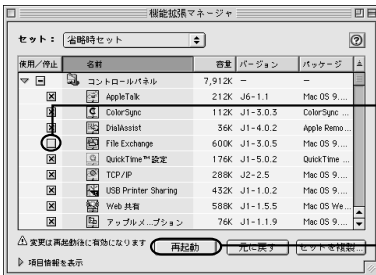 機能拡張マネージャ
セット： 省略時セット
使用/停止 名前 容量 バージョン パッケージ
コントロールパネル 7,912K – –
AppleTalk 212K J6-1.1 Mac OS 9....
ColorSync 112K J1-3.0.3 ColorSync ...
DialAssist 36K J1-4.0.2 Apple Remo...
File Exchange 600K J1-3.0.5 Mac OS 9....
QuickTime™ 設定 176K J1-5.0.2 QuickTime ...
TCP/IP 288K J2-2.5 Mac OS 9....
USB Printer Sharing 432K J1-1.0.2 Mac OS 9....
Web 共有 588K J1-1.5.5 Mac OS We...
アップルメ...プション 76K J1-1.1.9 Mac OS 9....
変更は再起動後に有効になります 再起動 元に戻す セットを複製...
項目情報を表示